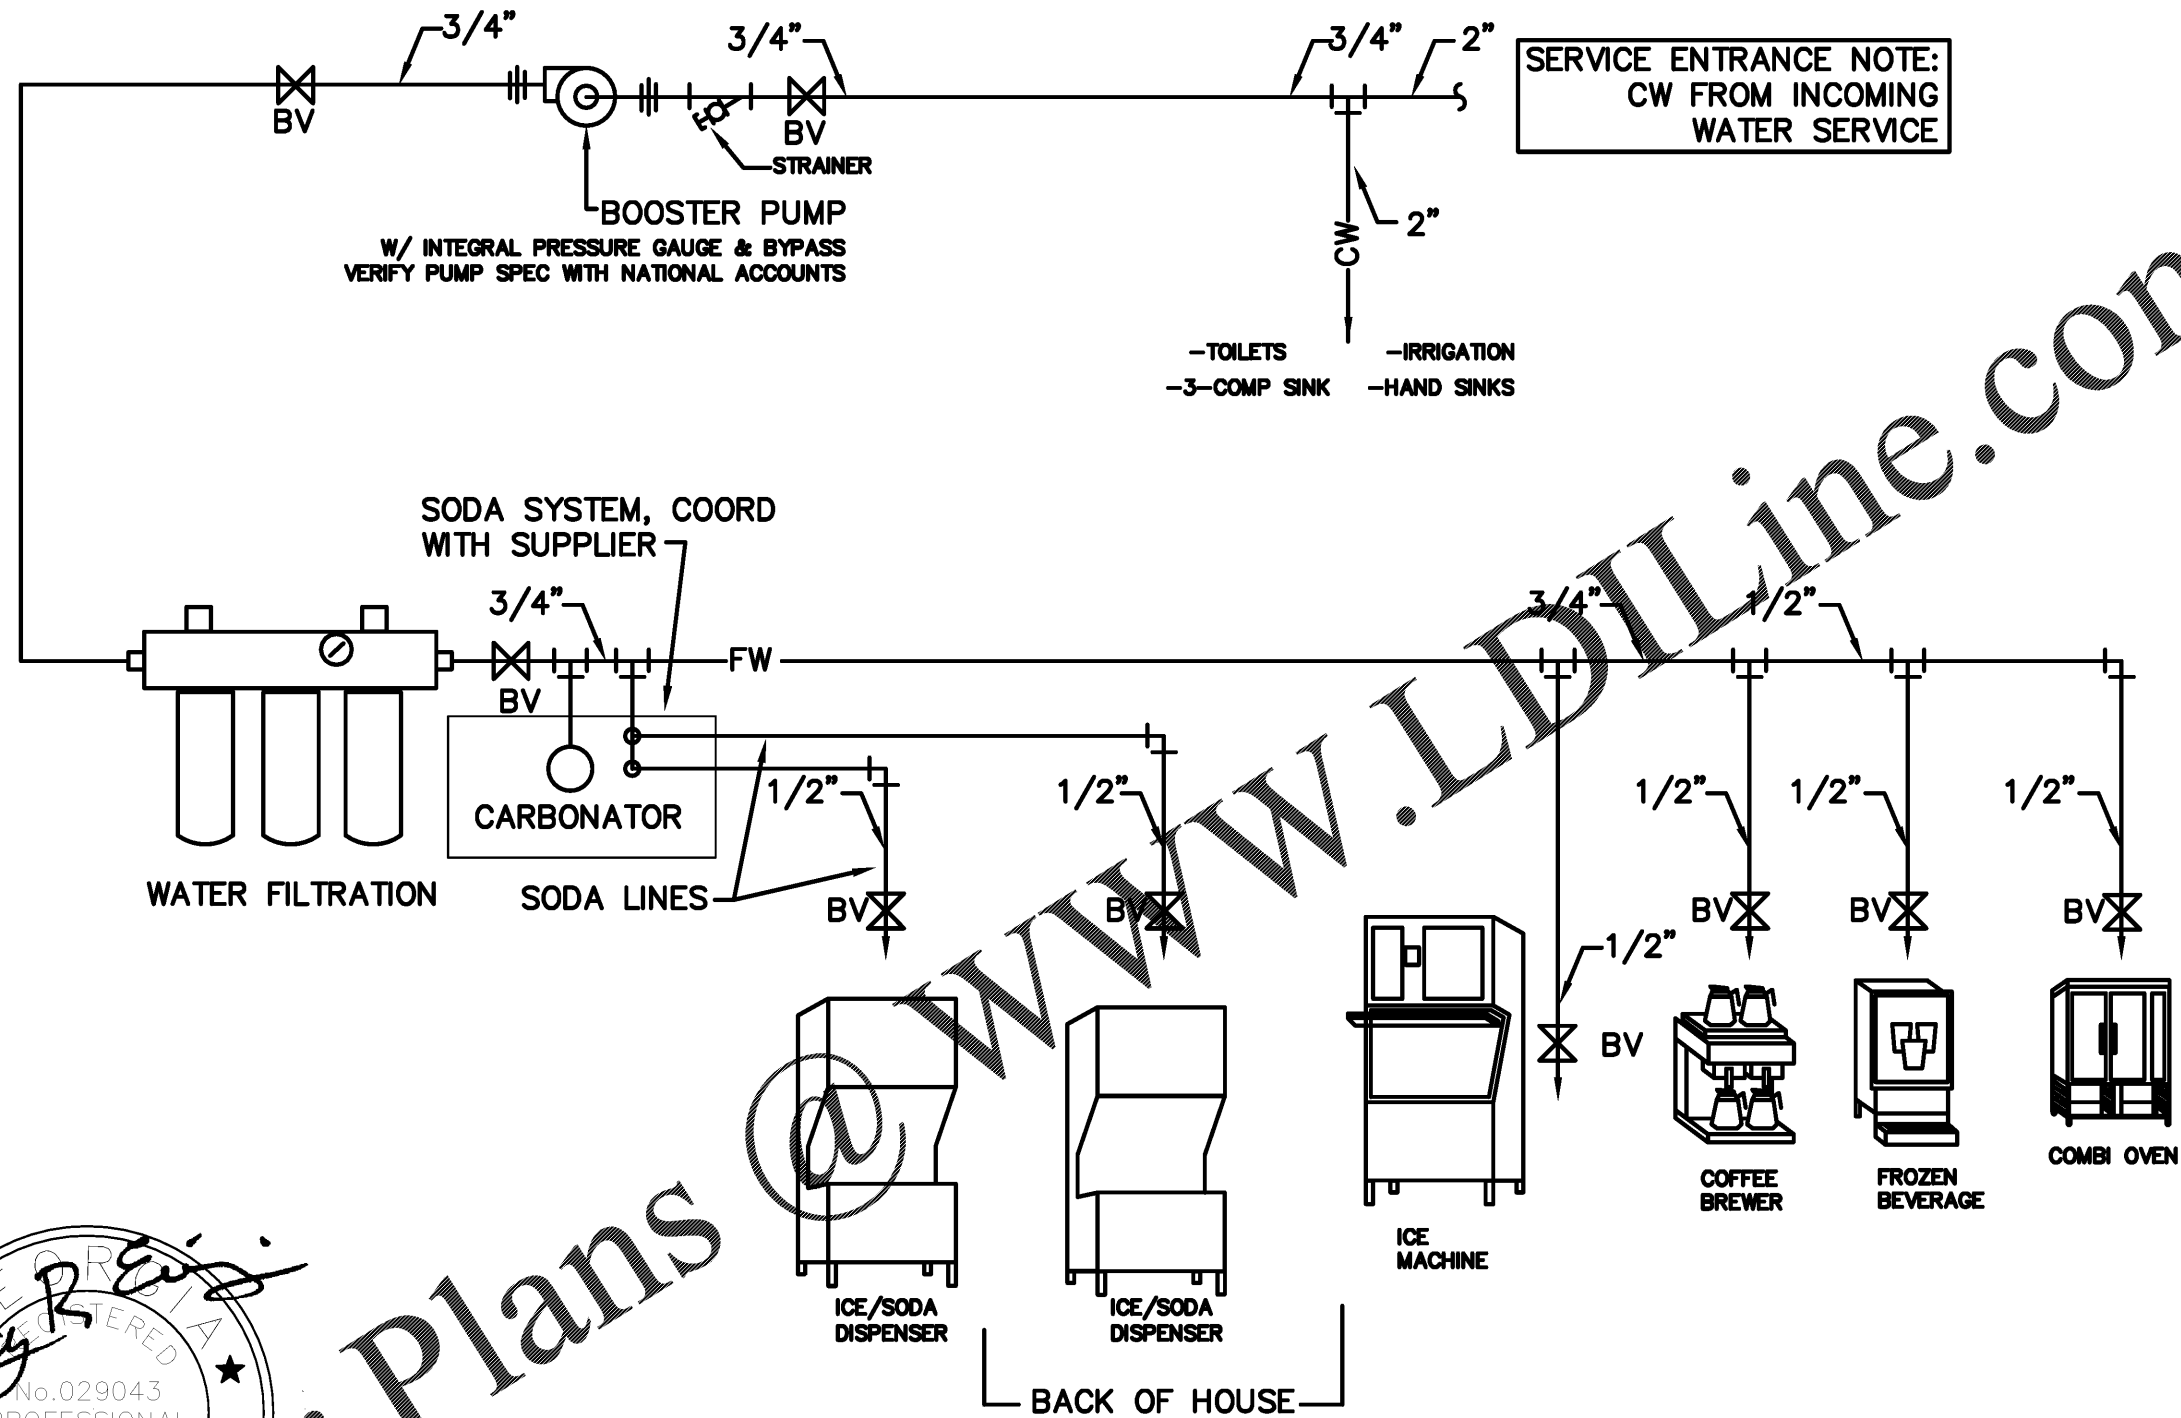 3/4"
3/4"
3/4"
2"
SERVICE ENTRANCE NOTE:
CW FROM INCOMING
WATER SERVICE
BV
BV
STRAINER
BOOSTER PUMP
W/ INTEGRAL PRESSURE GAUGE & BYPASS
VERIFY PUMP SPEC WITH NATIONAL ACCOUNTS
2"
CW
-TOILETS
-IRRIGATION
-3-COMP SINK
-HAND SINKS
SODA SYSTEM, COORD
WITH SUPPLIER
3/4"
3/4"
1/2"
FW
BV
CARBONATOR
1/2"
1/2"
1/2"
1/2"
1/2"
WATER FILTRATION
SODA LINES
BV
BV
BV
BV
BV
1/2"
BV
COFFEE
BREWER
FROZEN
BEVERAGE
COMBI OVEN
ICE
MACHINE
ICE/SODA
DISPENSER
ICE/SODA
DISPENSER
BACK OF HOUSE
Plans @ www.LDILine.com
REGISTERED
No.029043
PROFESSIONAL